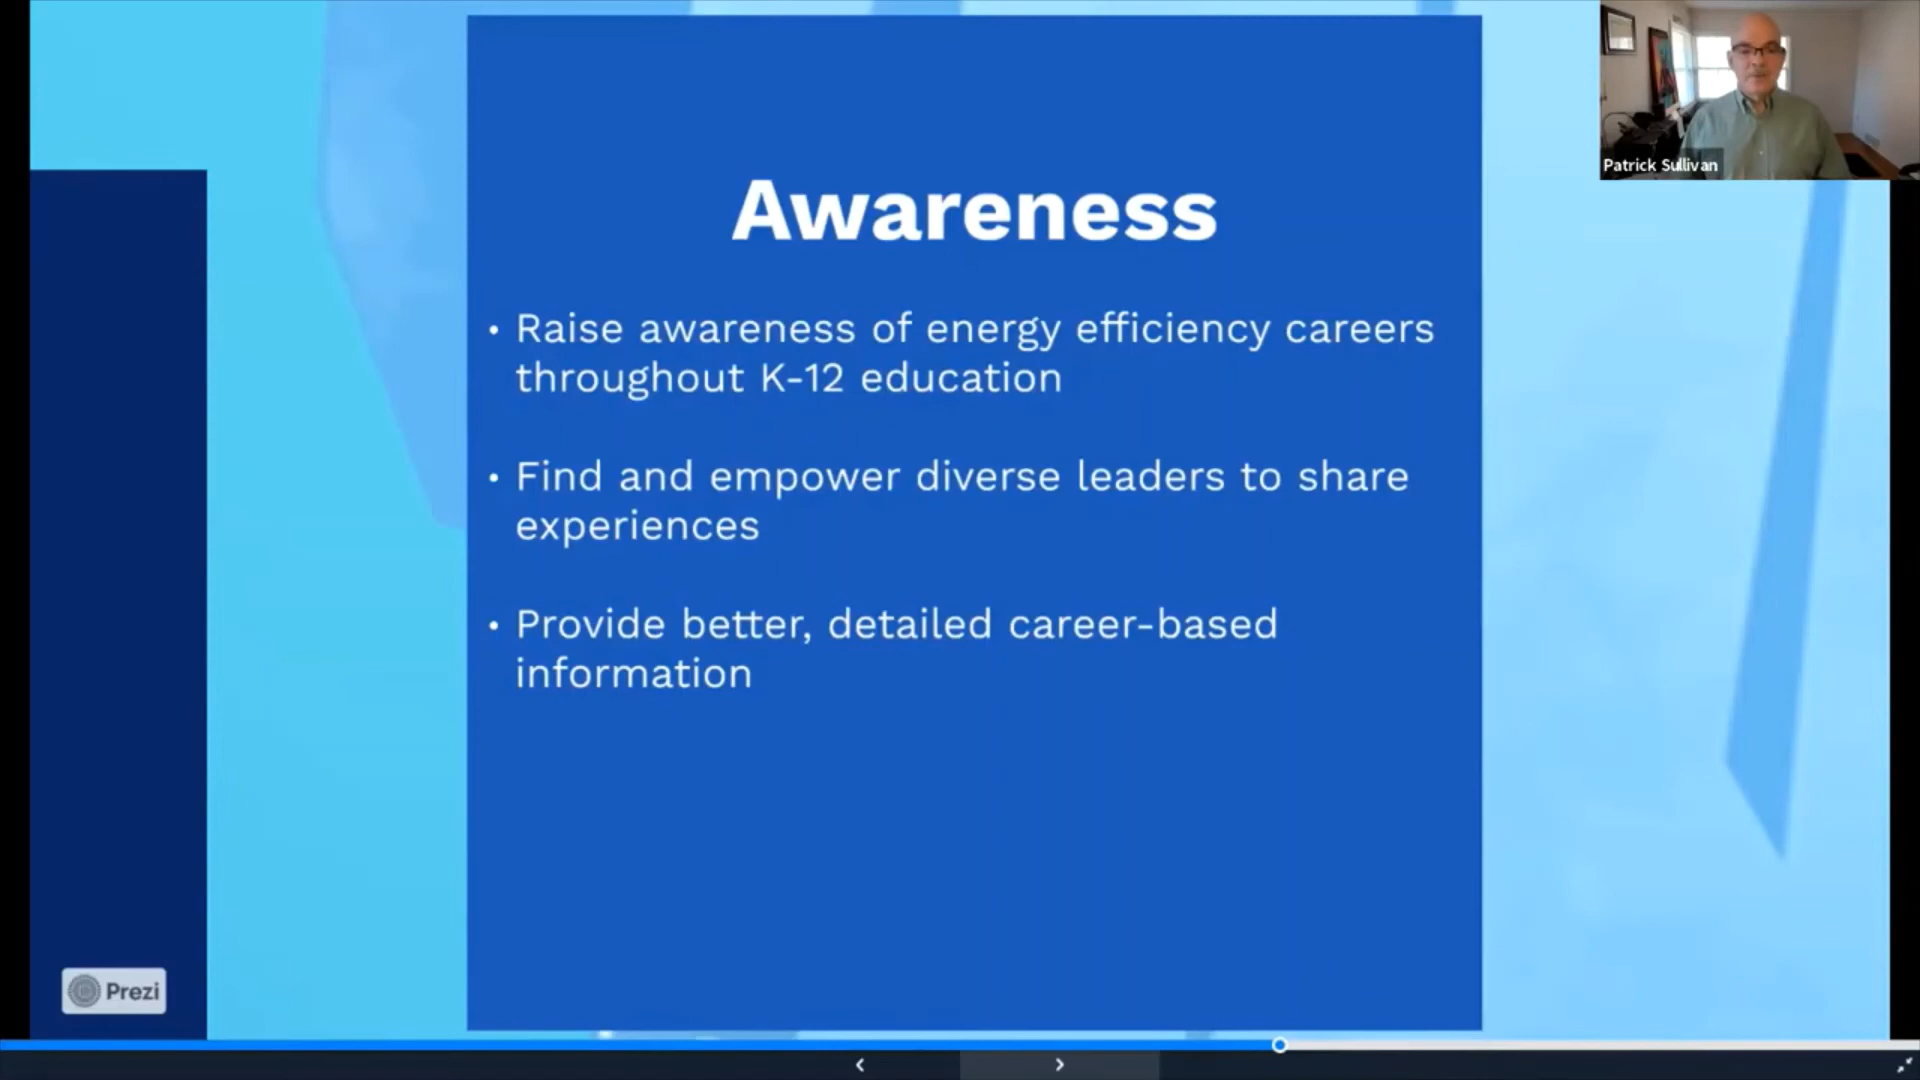 Awareness
• Raise awareness of energy efficiency careers
throughout K-12 education
• Find and empower diverse leaders to share
experiences
• Provide better, detailed career-based
information
Patrick Sullivan
Prezi